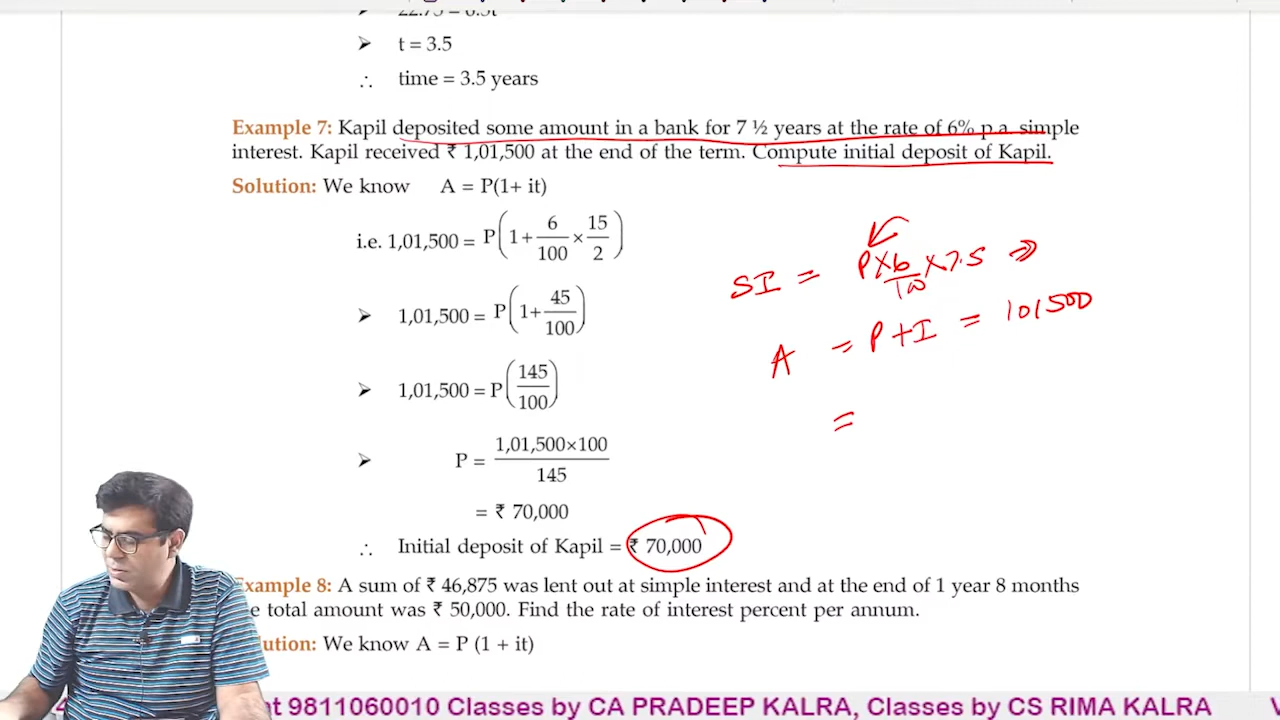 ➤ 22.75 = 6.5t
➤ t = 3.5
∴ time = 3.5 years
Example 7: Kapil deposited some amount in a bank for 7 ½ years at the rate of 6% p.a. simple
interest. Kapil received ₹ 1,01,500 at the end of the term. Compute initial deposit of Kapil.
Solution: We know A = P(1+ it)
i.e. 1,01,500 = P(1+ 6/100 × 15/2)
➤ 1,01,500 = P(1+ 45/100)
➤ 1,01,500 = P(145/100)
➤ P = 1,01,500×100/145
= ₹ 70,000
∴ Initial deposit of Kapil = ₹ 70,000
SI = P×6/100×7.5 ⇒
A = P+I = 101500
=
Example 8: A sum of ₹ 46,875 was lent out at simple interest and at the end of 1 year 8 months
e total amount was ₹ 50,000. Find the rate of interest percent per annum.
lution: We know A = P (1 + it)
at 9811060010 Classes by CA PRADEEP KALRA, Classes by CS RIMA KALRA